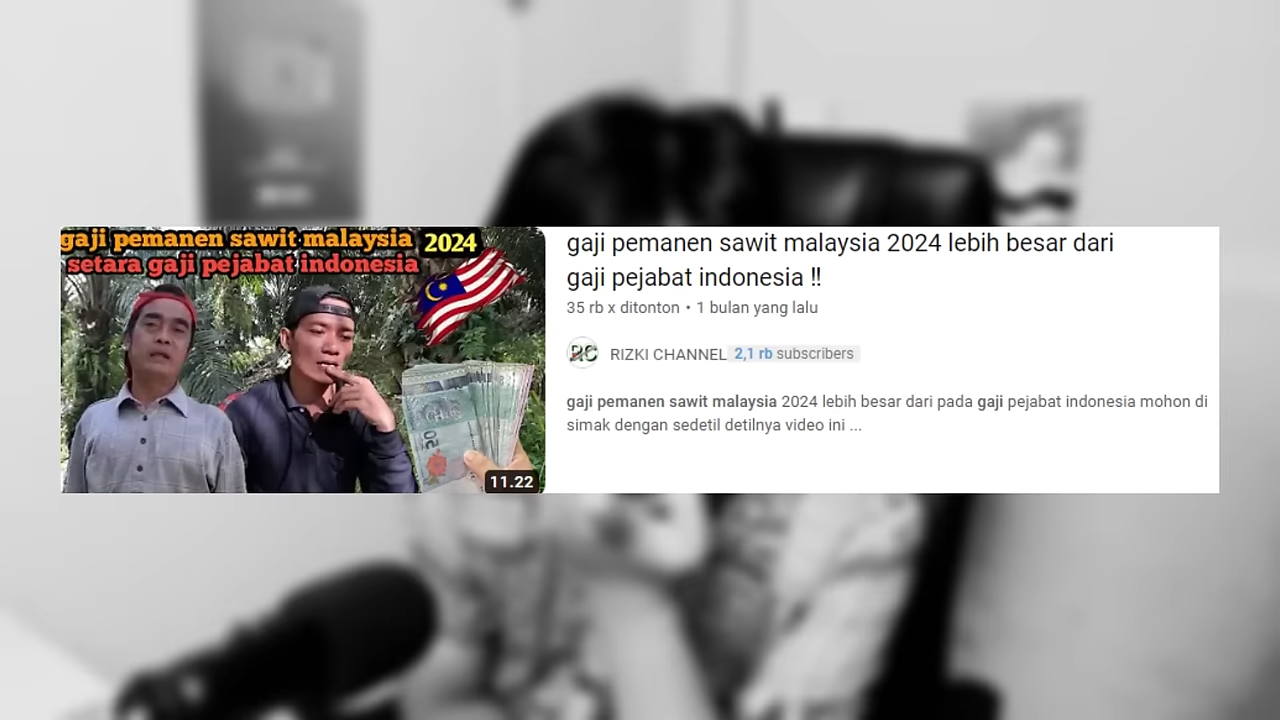 gaji pemanen sawit malaysia 2024
setara gaji pejabat indonesia
50
11.22
gaji pemanen sawit malaysia 2024 lebih besar dari
gaji pejabat indonesia !!
35 rb x ditonton • 1 bulan yang lalu
RC
RIZKI CHANNEL 2,1 rb subscribers
gaji pemanen sawit malaysia 2024 lebih besar dari pada gaji pejabat indonesia mohon di
simak dengan sedetil detilnya video ini ...